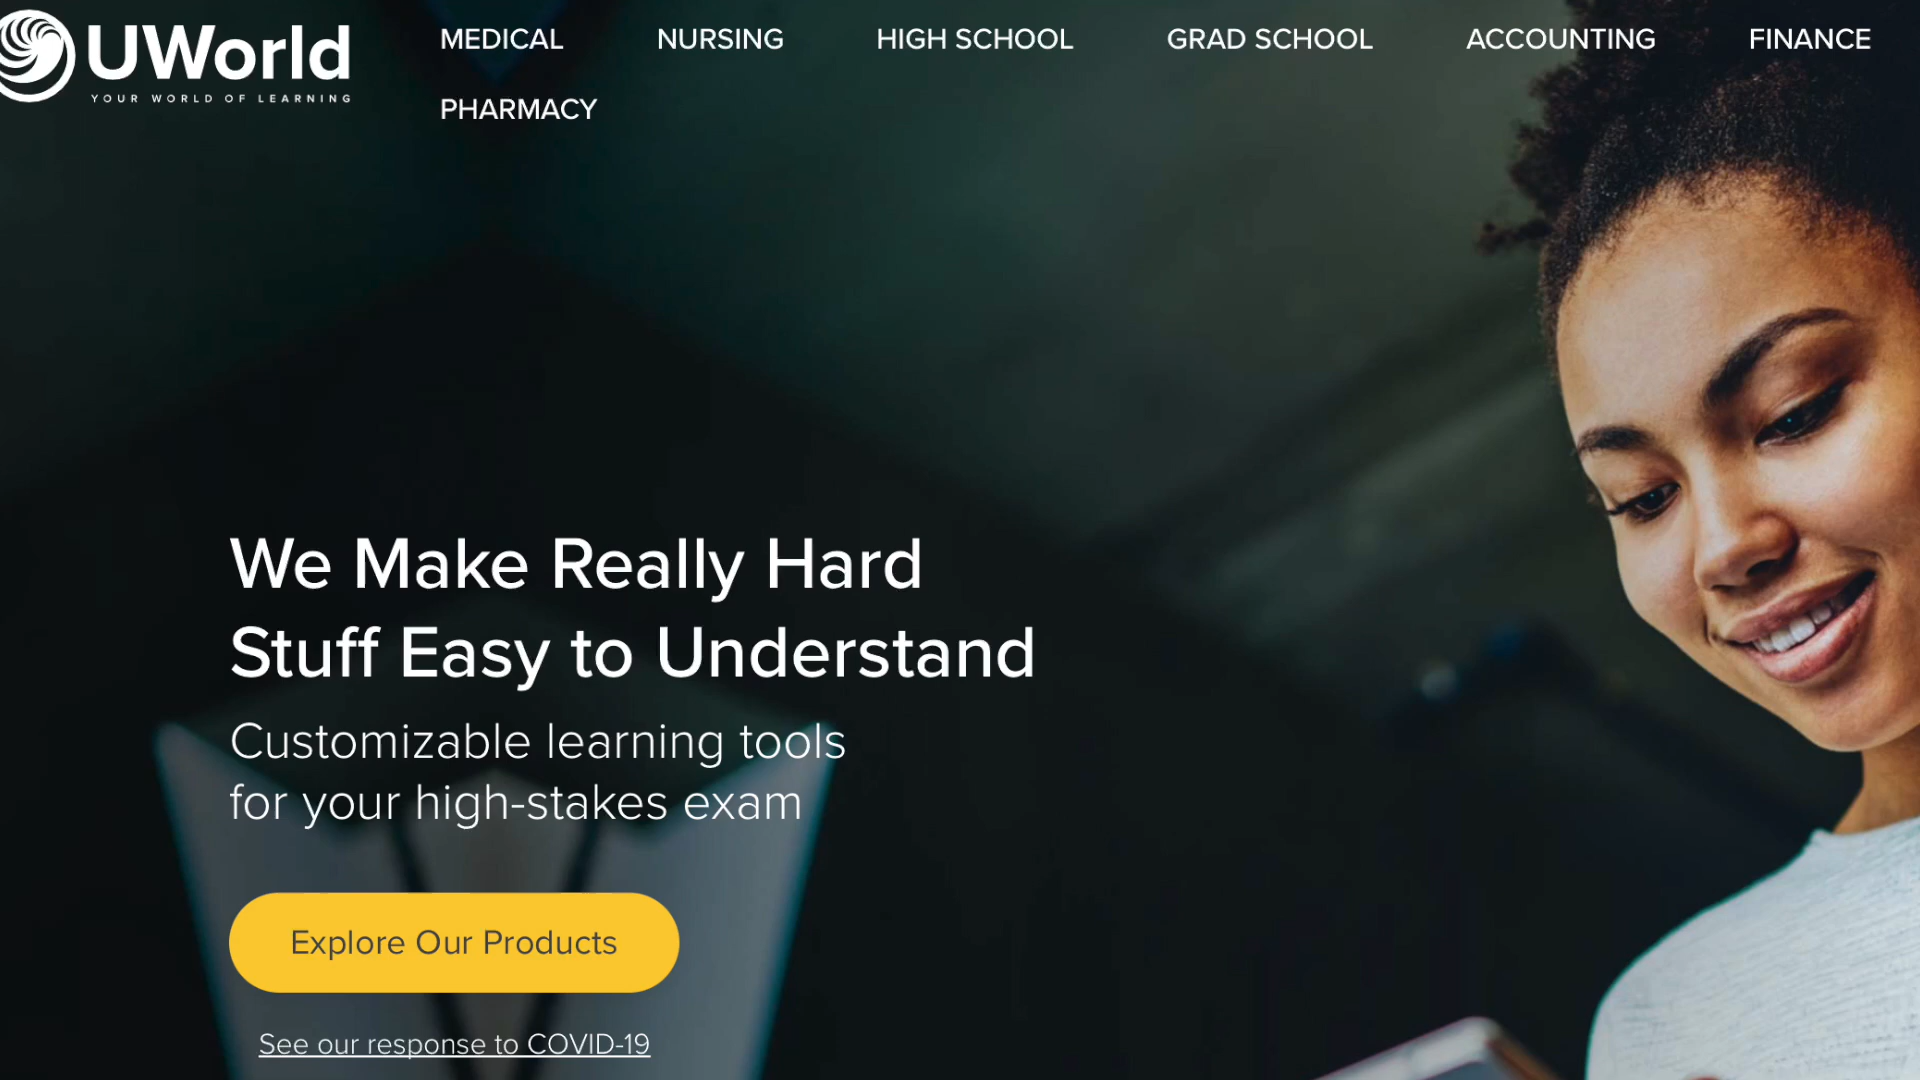 UWorld
YOUR WORLD OF LEARNING
MEDICAL NURSING HIGH SCHOOL GRAD SCHOOL ACCOUNTING FINANCE
PHARMACY
We Make Really Hard
Stuff Easy to Understand
Customizable learning tools
for your high-stakes exam
Explore Our Products
See our response to COVID-19